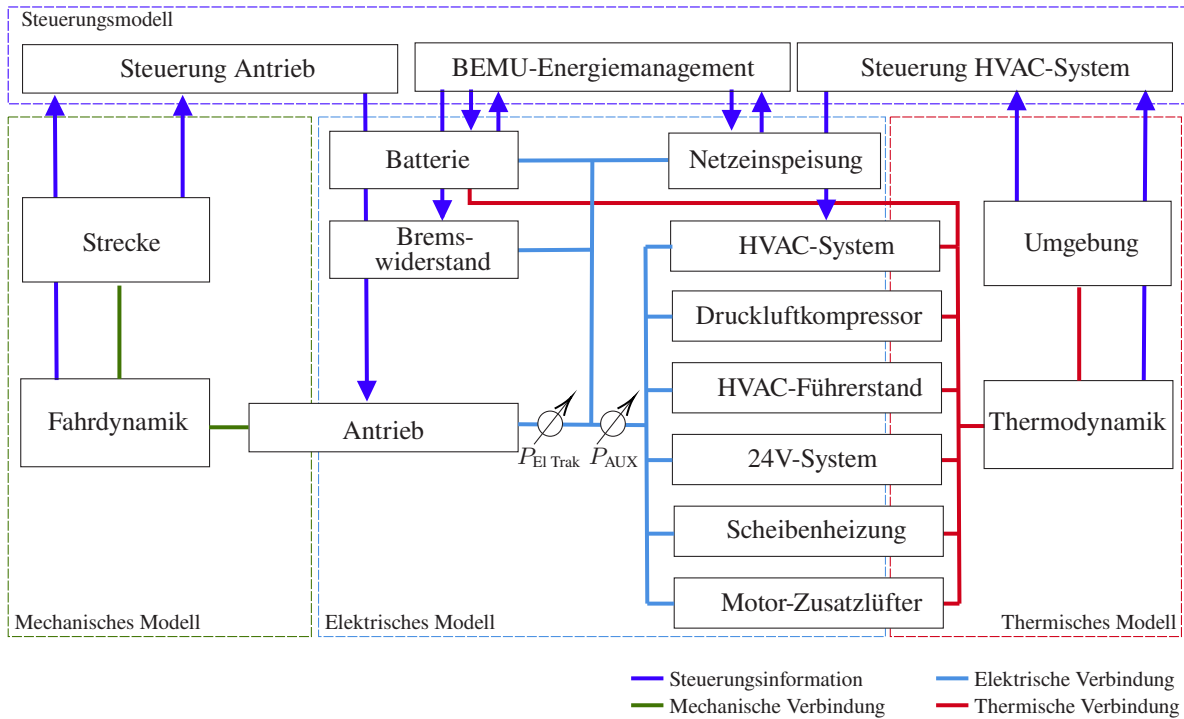 Steuerungsmodell
Steuerung Antrieb
BEMU-Energiemanagement
Steuerung HVAC-System
Batterie
Netzeinspeisung
Strecke
Brems-
widerstand
HVAC-System
Umgebung
Druckluftkompressor
HVAC-Führerstand
Fahrdynamik
Antrieb
Thermodynamik
P_El Trak
P_AUX
24V-System
Scheibenheizung
Motor-Zusatzlüfter
Mechanisches Modell
Elektrisches Modell
Thermisches Modell
Steuerungsinformation
Elektrische Verbindung
Mechanische Verbindung
Thermische Verbindung